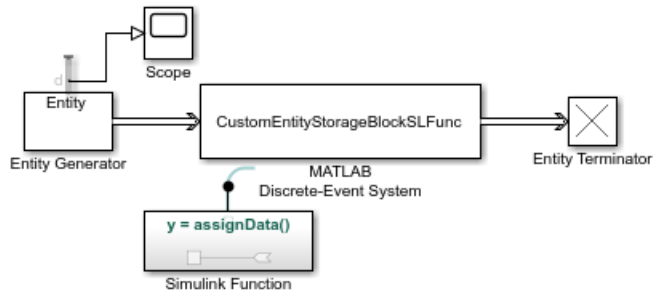 Scope
d
Entity
Entity Generator
CustomEntityStorageBlockSLFunc
MATLAB
Discrete-Event System
Entity Terminator
y = assignData()
Simulink Function